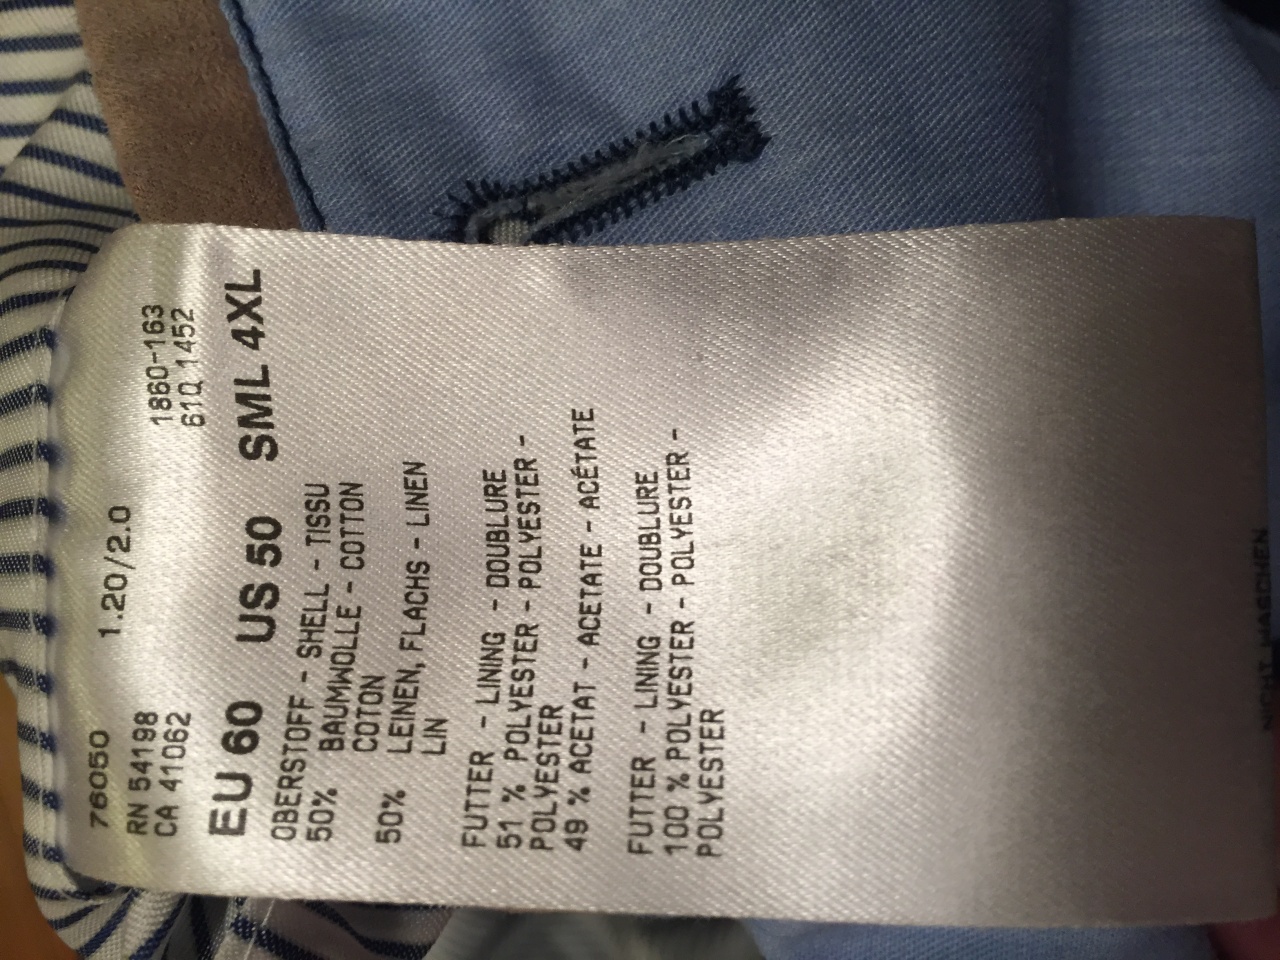 76050 1.20/2.0
RN 54198 1860-163
CA 41062 61Q 1452
EU 60 US 50 SML 4XL
OBERSTOFF - SHELL - TISSU
50% BAUMWOLLE - COTTON
COTON
50% LEINEN, FLACHS - LINEN
LIN
FUTTER - LINING - DOUBLURE
51 % POLYESTER - POLYESTER -
POLYESTER
49 % ACETAT - ACETATE - ACÉTATE
FUTTER - LINING - DOUBLURE
100 % POLYESTER - POLYESTER -
POLYESTER